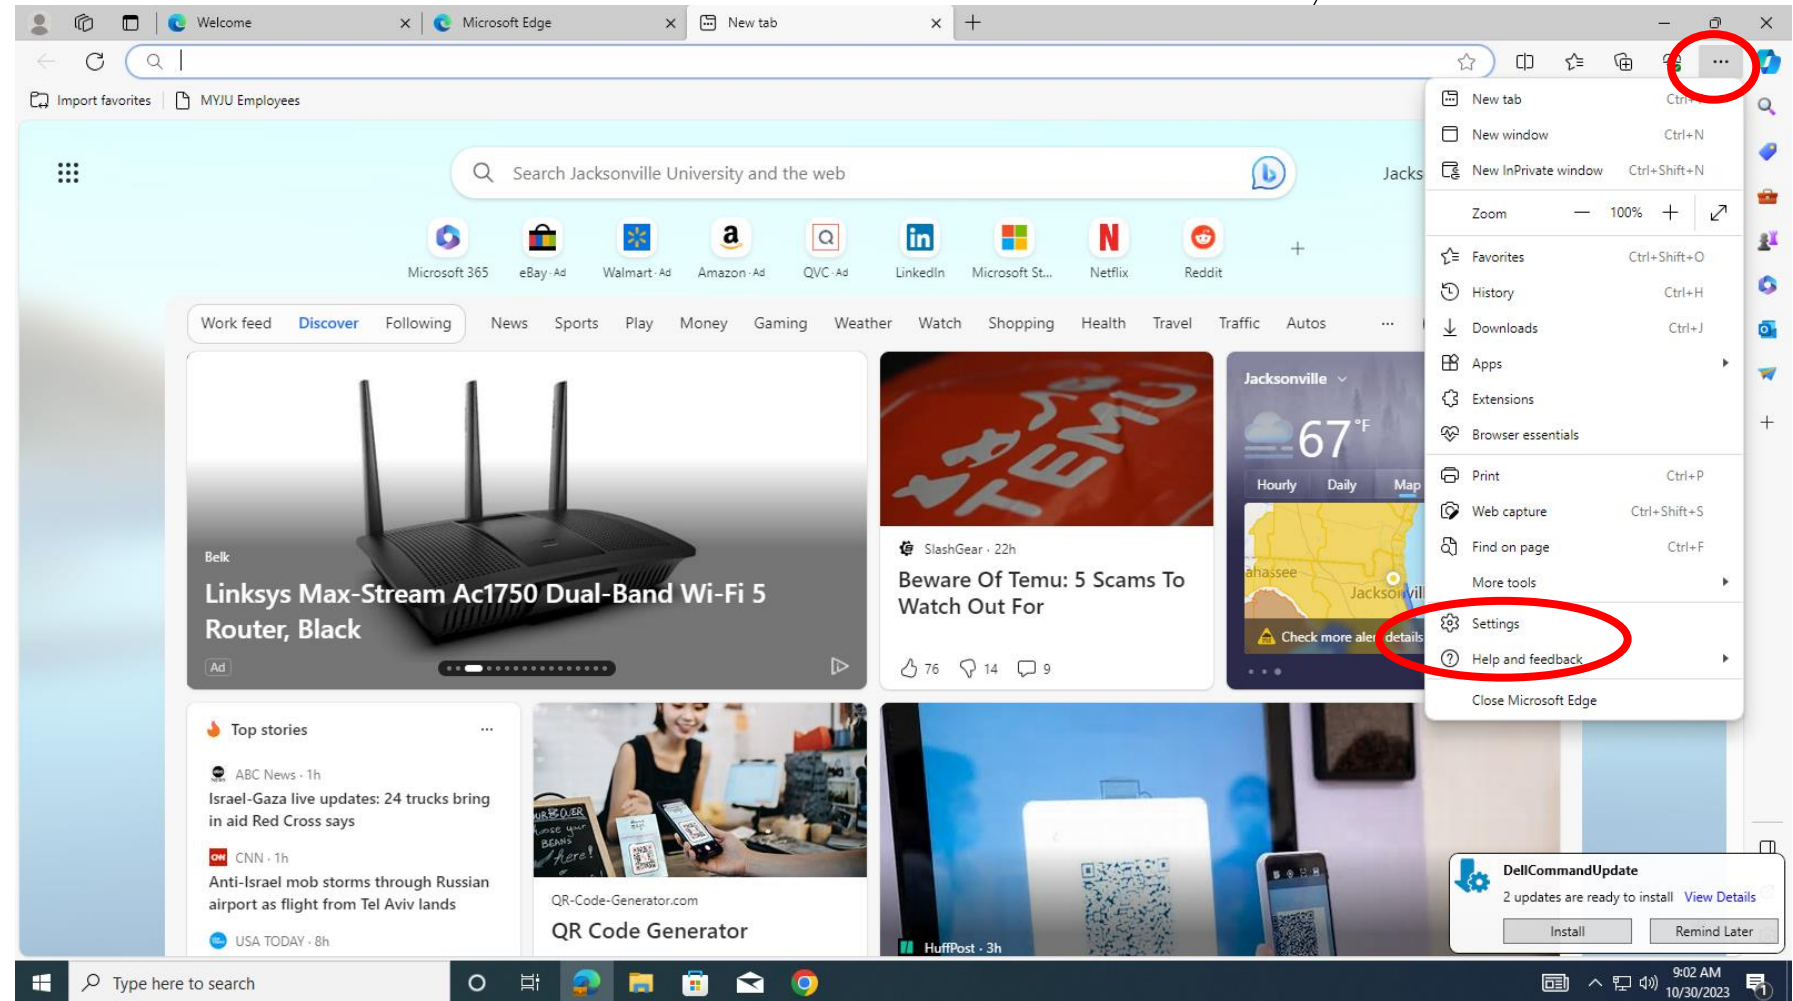 Welcome
Microsoft Edge
New tab
Import favorites
MYJU Employees
Search Jacksonville University and the web
Jacks
Microsoft 365
eBay · Ad
Walmart · Ad
Amazon · Ad
QVC · Ad
LinkedIn
Microsoft St...
Netflix
Reddit
Work feed Discover Following News Sports Play Money Gaming Weather Watch Shopping Health Travel Traffic Autos ...
Belk
Linksys Max-Stream Ac1750 Dual-Band Wi-Fi 5
Router, Black
Ad
TEMU
SlashGear · 22h
Beware Of Temu: 5 Scams To
Watch Out For
76 14 9
Jacksonville
67 °F
Hourly Daily Map
ahassee
Jacksonvil
Check more alert details
New tab
New window Ctrl+N
New InPrivate window Ctrl+Shift+N
Zoom — 100% +
Favorites Ctrl+Shift+O
History Ctrl+H
Downloads Ctrl+J
Apps
Extensions
Browser essentials
Print Ctrl+P
Web capture Ctrl+Shift+S
Find on page Ctrl+F
More tools
Settings
Help and feedback
Close Microsoft Edge
Top stories ...
ABC News · 1h
Israel-Gaza live updates: 24 trucks bring
in aid Red Cross says
CNN · 1h
Anti-Israel mob storms through Russian
airport as flight from Tel Aviv lands
USA TODAY · 8h
BEANS
here!
QR-Code-Generator.com
QR Code Generator
HuffPost · 3h
DellCommandUpdate
2 updates are ready to install View Details
Install
Remind Later
Type here to search
9:02 AM
10/30/2023
1